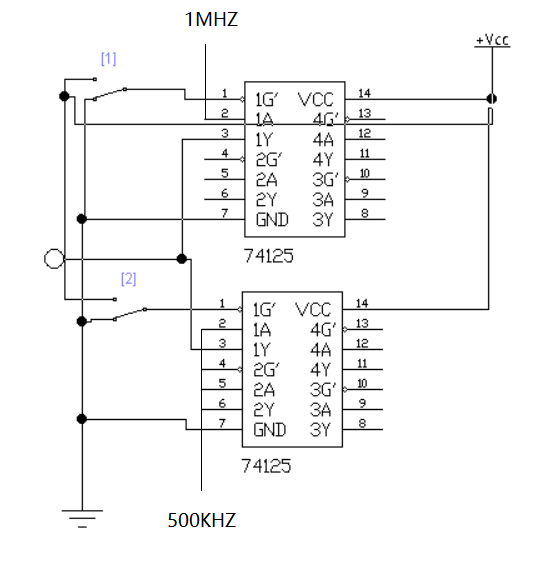 1MHZ
+Vcc
[1]
1 1G' VCC 14
2 1A 4G' 13
3 1Y 4A 12
4 2G' 4Y 11
5 2A 3G' 10
6 2Y 3A 9
7 GND 3Y 8
74125
[2]
1 1G' VCC 14
2 1A 4G' 13
3 1Y 4A 12
4 2G' 4Y 11
5 2A 3G' 10
6 2Y 3A 9
7 GND 3Y 8
74125
500KHZ